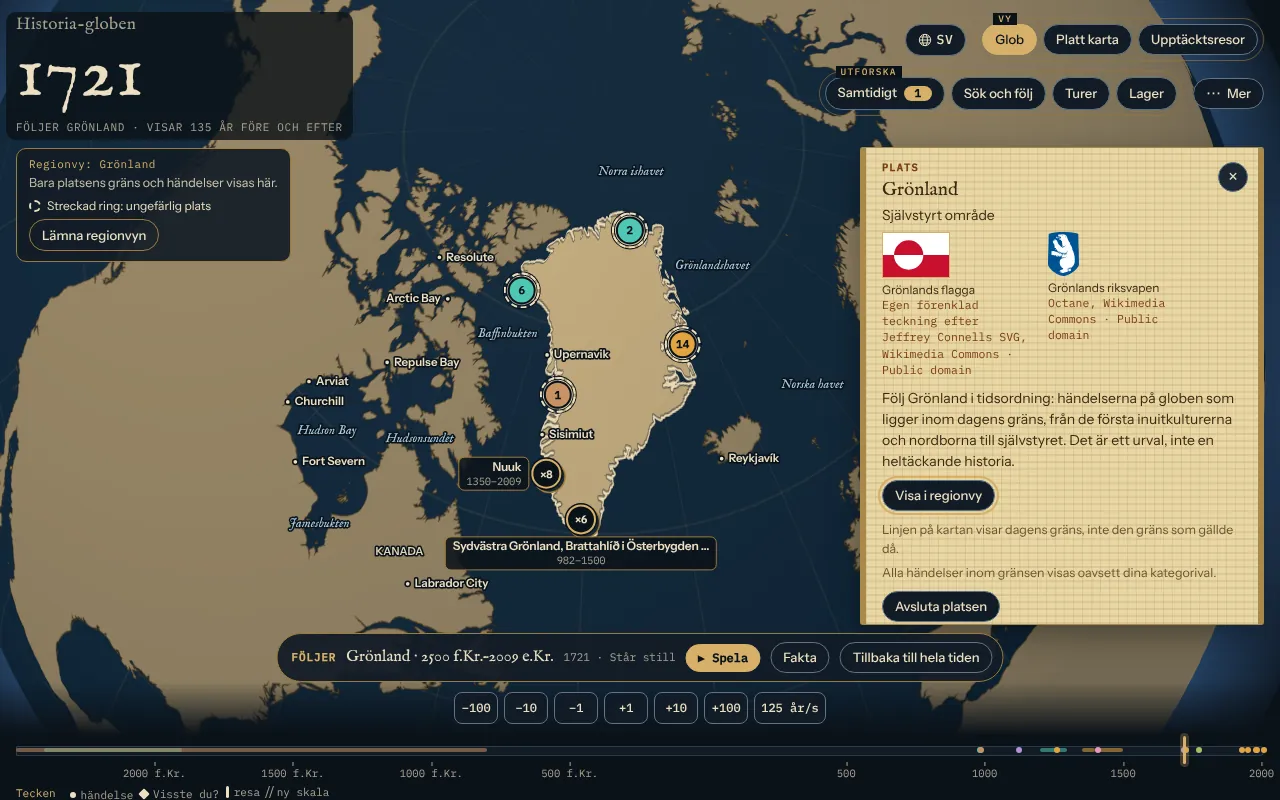 Historia-globen
1721
FÖLJER GRÖNLAND · VISAR 135 ÅR FÖRE OCH EFTER
Regionvy: Grönland
Bara platsens gräns och händelser visas här.
Streckad ring: ungefärlig plats
Lämna regionvyn
VY
SV
Glob
Platt karta
Upptäcktsresor
UTFORSKA
Samtidigt 1
Sök och följ
Turer
Lager
··· Mer
Norra ishavet
2
Resolute
Grönlandshavet
6
Arctic Bay
Baffinbukten
14
Upernavik
Repulse Bay
Norska havet
Arviat
1
Churchill
Hudson Bay
Hudsonsundet
Sisimiut
Reykjavík
Fort Severn
Nuuk
1350–2009
×8
Jamesbukten
×6
KANADA
Sydvästra Grönland, Brattahlíð i Österbygden ...
982–1500
Labrador City
PLATS
×
Grönland
Självstyrt område
Grönlands flagga
Egen förenklad
teckning efter
Jeffrey Connells SVG,
Wikimedia Commons ·
Public domain
Grönlands riksvapen
Octane, Wikimedia
Commons · Public
domain
Följ Grönland i tidsordning: händelserna på globen som
ligger inom dagens gräns, från de första inuitkulturerna
och nordborna till självstyret. Det är ett urval, inte en
heltäckande historia.
Visa i regionvy
Linjen på kartan visar dagens gräns, inte den gräns som gällde
då.
Alla händelser inom gränsen visas oavsett dina kategorival.
Avsluta platsen
FÖLJER Grönland · 2500 f.Kr.–2009 e.Kr. 1721 · Står still ▶ Spela Fakta Tillbaka till hela tiden
−100 −10 −1 +1 +10 +100 125 år/s
2000 f.Kr. 1500 f.Kr. 1000 f.Kr. 500 f.Kr. 500 1000 1500 2000
Tecken händelse Visste du? resa // ny skala